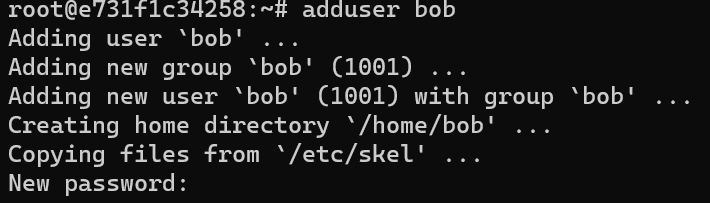 root@e731f1c34258:~# adduser bob
Adding user `bob' ...
Adding new group `bob' (1001) ...
Adding new user `bob' (1001) with group `bob' ...
Creating home directory `/home/bob' ...
Copying files from `/etc/skel' ...
New password: